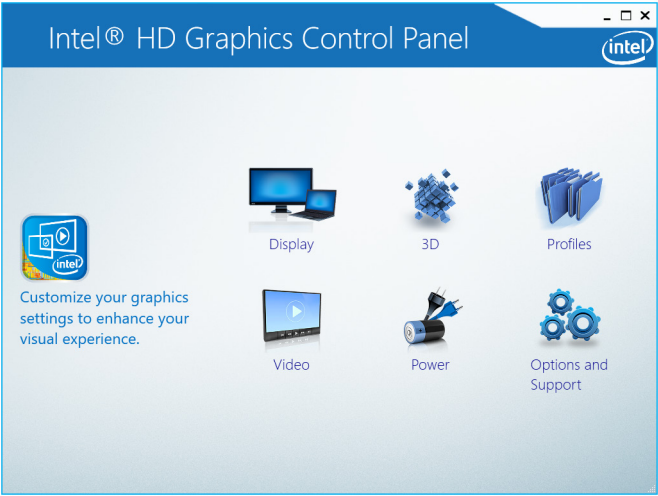 Intel® HD Graphics Control Panel
intel
Display
3D
Profiles
intel
Customize your graphics
settings to enhance your
visual experience.
Video
Power
Options and
Support